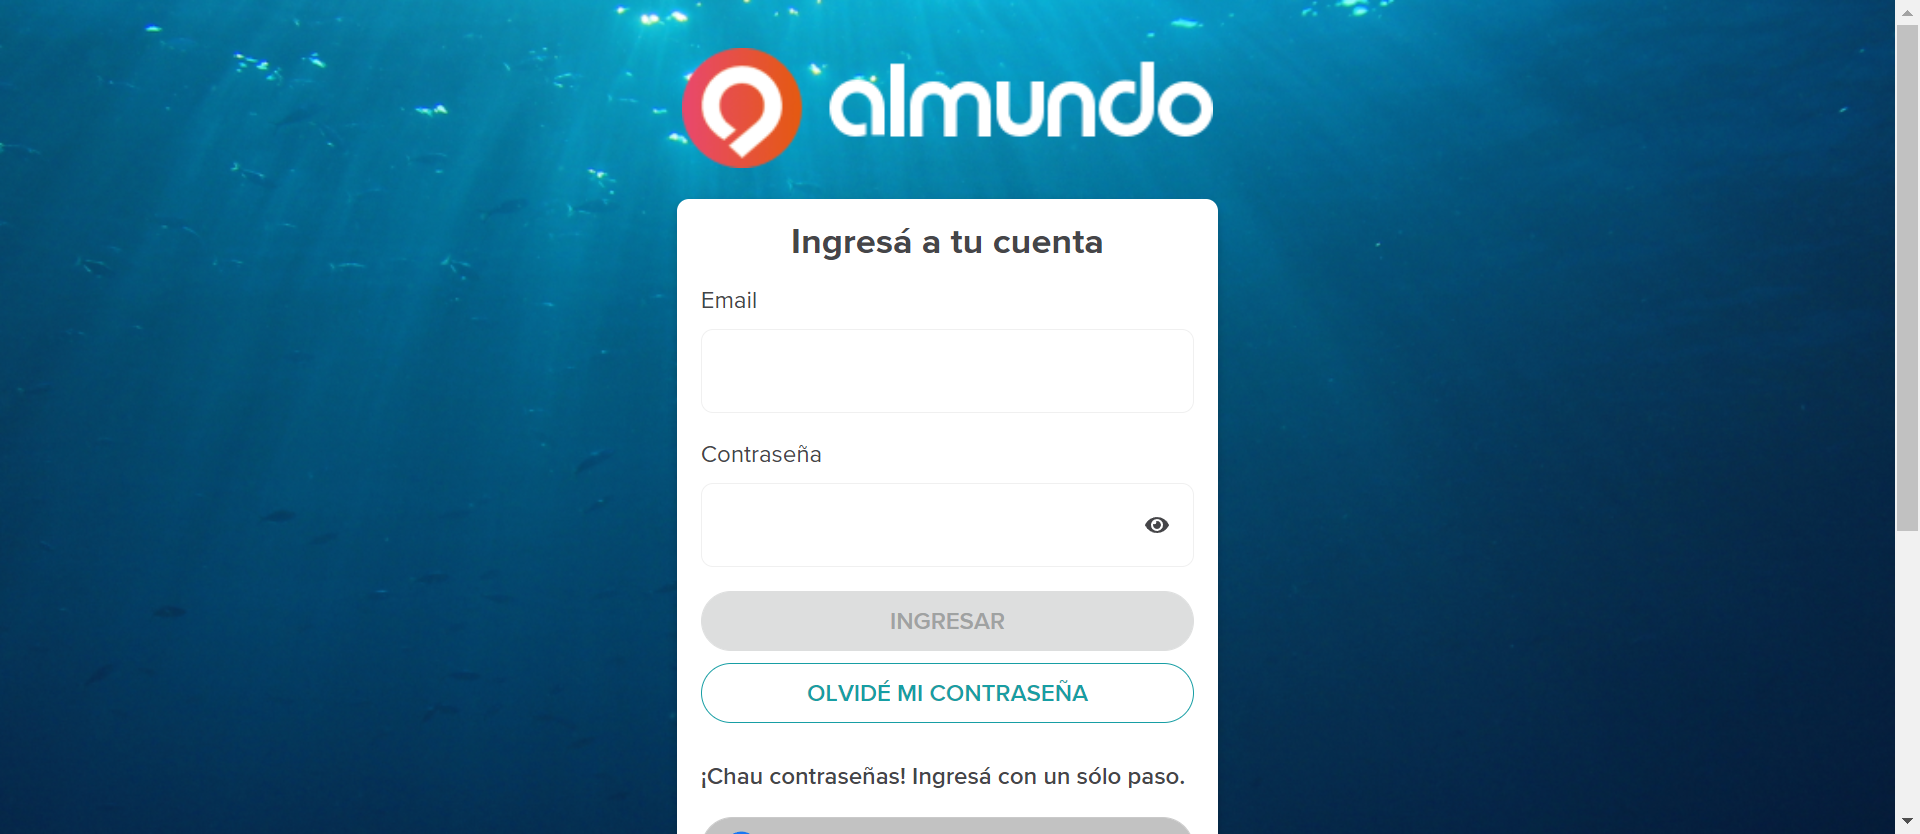 almundo
Ingresá a tu cuenta
Email
Contraseña
INGRESAR
OLVIDÉ MI CONTRASEÑA
¡Chau contraseñas! Ingresá con un sólo paso.